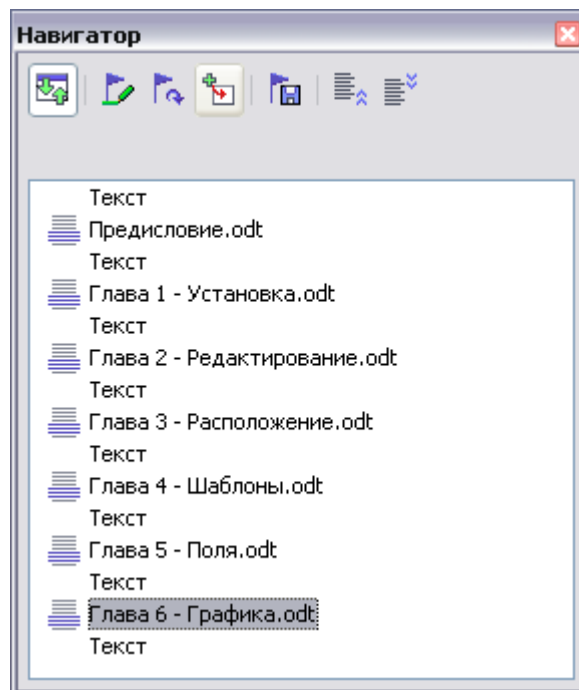 Навигатор
Текст
Предисловие.odt
Текст
Глава 1 - Установка.odt
Текст
Глава 2 - Редактирование.odt
Текст
Глава 3 - Расположение.odt
Текст
Глава 4 - Шаблоны.odt
Текст
Глава 5 - Поля.odt
Текст
Глава 6 - Графика.odt
Текст